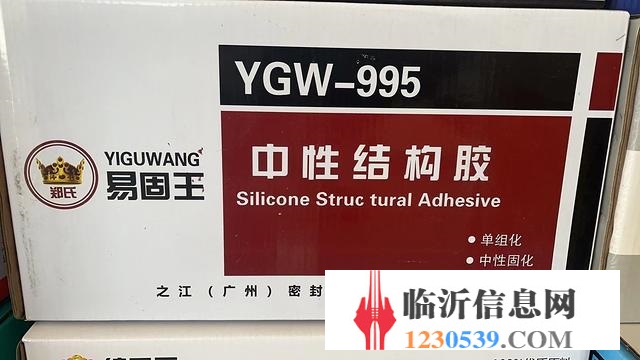 YGW-995
中性结构胶
Silicone Struc tural Adhesive
YIGUWANG
易固王
郑氏
单组化
中性固化
之江（广州）密封
临沂信息网
1230539.com